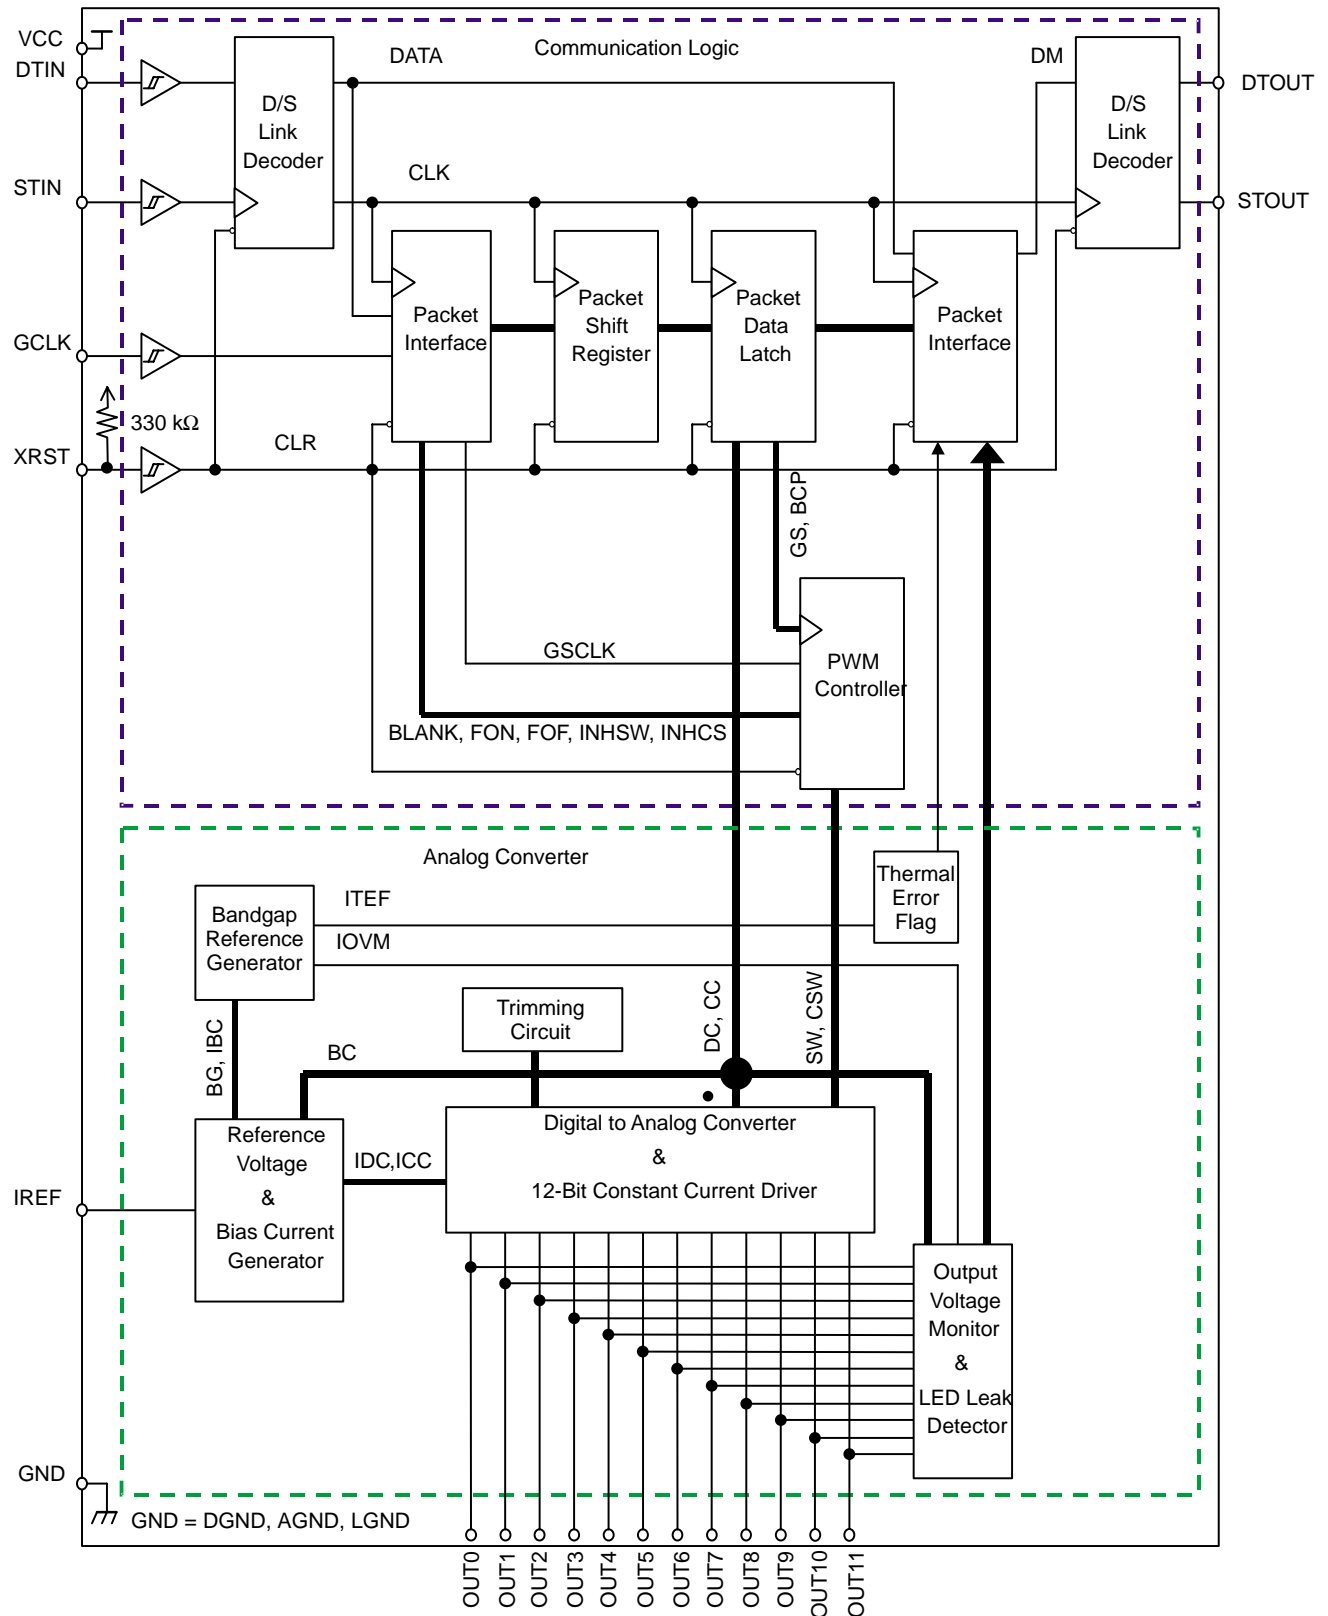 VCC
Communication Logic
DATA
DM
DTIN
DTOUT
D/S
Link
Decoder
D/S
Link
Decoder
STIN
CLK
STOUT
Packet
Interface
Packet
Shift
Register
Packet
Data
Latch
Packet
Interface
GCLK
330 kΩ
XRST
CLR
GS, BCP
GSCLK
PWM
Controller
BLANK, FON, FOF, INHSW, INHCS
Analog Converter
Thermal
Error
Flag
Bandgap
Reference
Generator
ITEF
IOVM
Trimming
Circuit
DC, CC
SW, CSW
BG, IBC
BC
Reference
Voltage
&
Bias Current
Generator
IDC,ICC
Digital to Analog Converter
&
12-Bit Constant Current Driver
IREF
Output
Voltage
Monitor
&
LED Leak
Detector
GND
GND = DGND, AGND, LGND
OUT0
OUT1
OUT2
OUT3
OUT4
OUT5
OUT6
OUT7
OUT8
OUT9
OUT10
OUT11